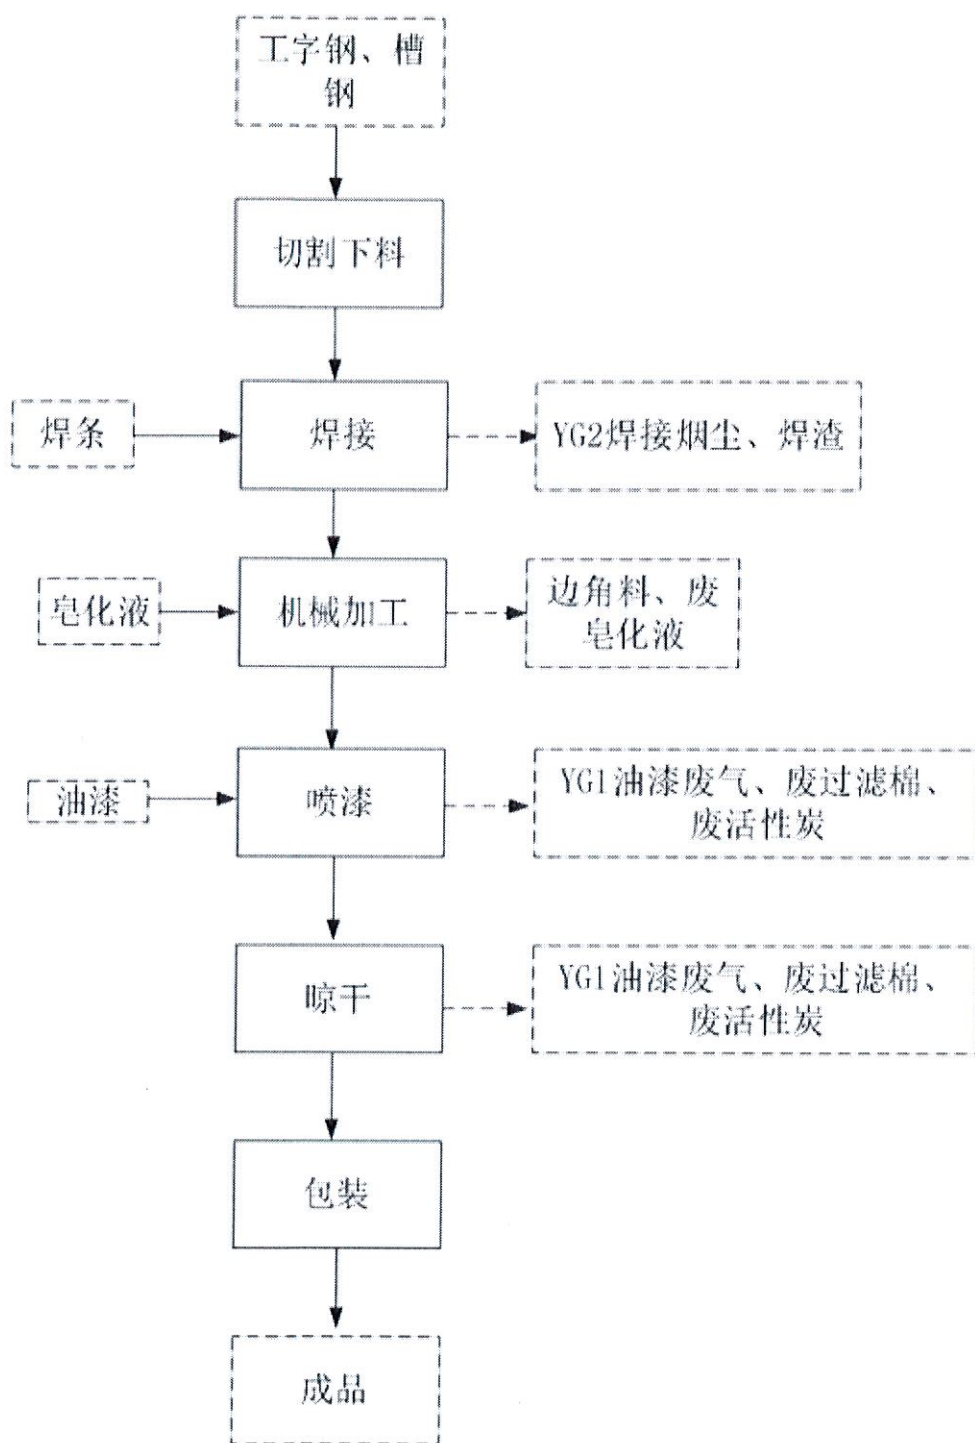 工字钢、槽
钢
切割下料
焊条
焊接
YG2焊接烟尘、焊渣
皂化液
机械加工
边角料、废
皂化液
油漆
喷漆
YG1油漆废气、废过滤棉、
废活性炭
晾干
YG1油漆废气、废过滤棉、
废活性炭
包装
成品